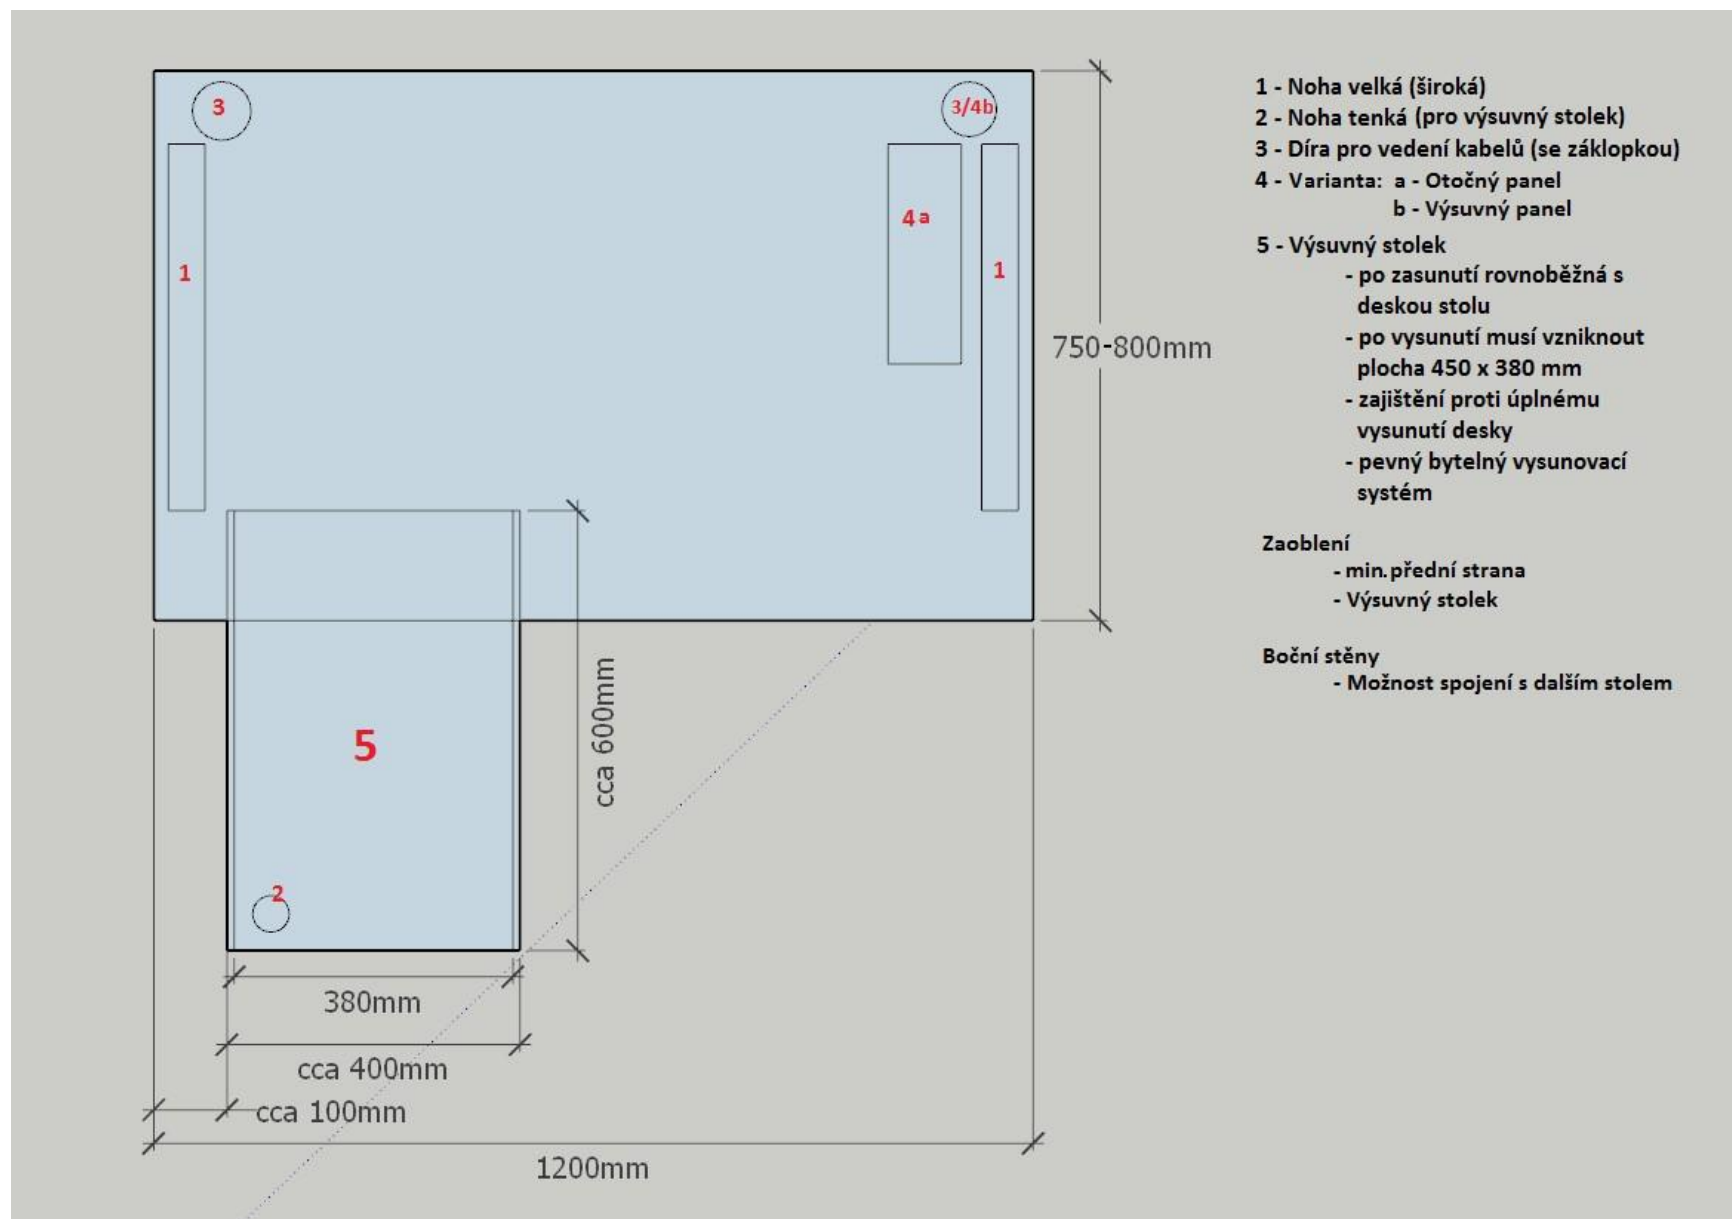 3
3/4b
4a
1
1
750-800mm
cca 600mm
5
2
380mm
cca 400mm
cca 100mm
1200mm
1 - Noha velká (široká)
2 - Noha tenká (pro výsuvný stolek)
3 - Díra pro vedení kabelů (se záklopkou)
4 - Varianta: a - Otočný panel
b - Výsuvný panel
5 - Výsuvný stolek
- po zasunutí rovnoběžná s
deskou stolu
- po vysunutí musí vzniknout
plocha 450 x 380 mm
- zajištění proti úplnému
vysunutí desky
- pevný bytelný vysunovací
systém
Zaoblení
- min.přední strana
- Výsuvný stolek
Boční stěny
- Možnost spojení s dalším stolem